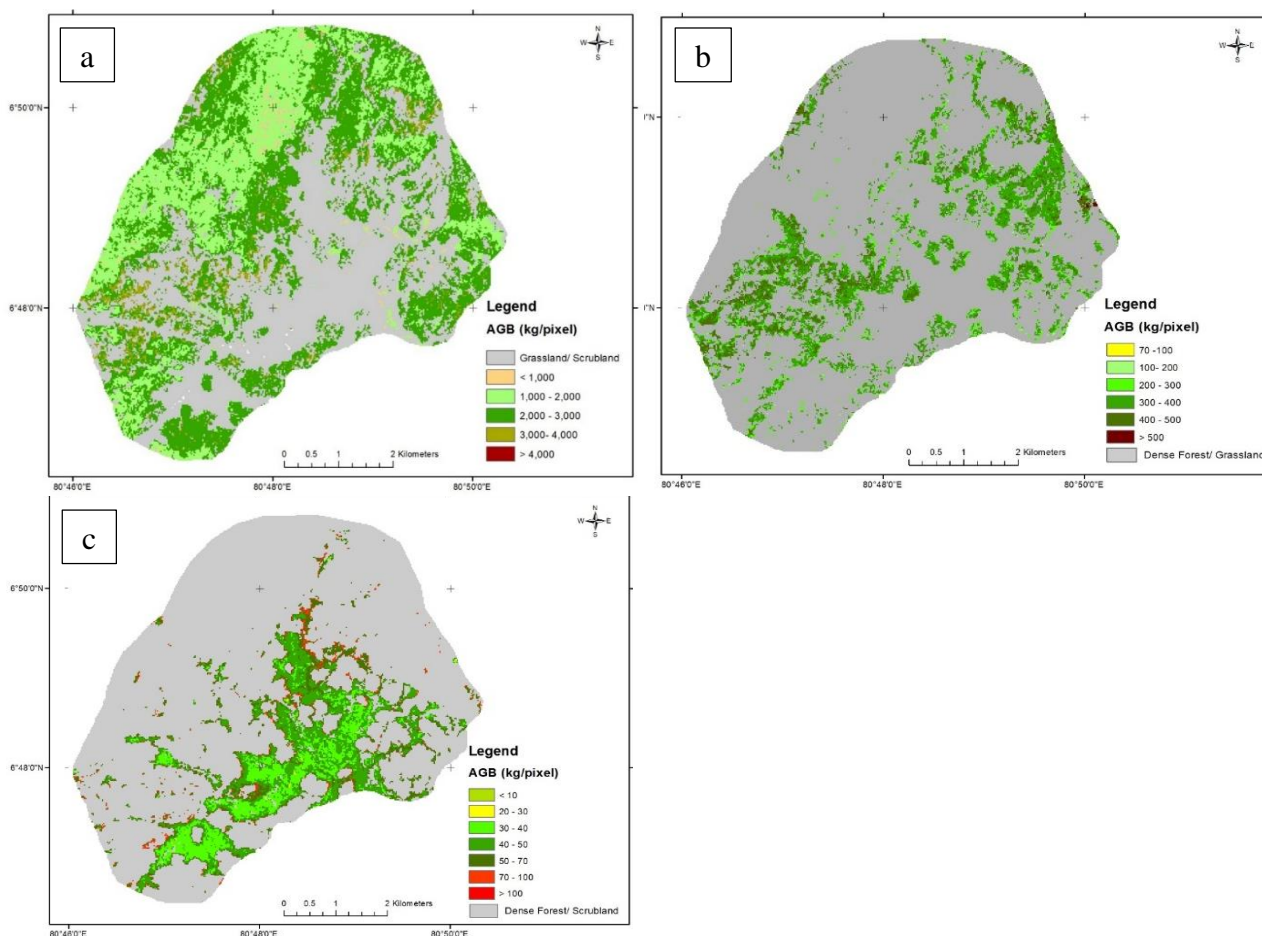 a
N
W E
S
6°50'0"N
6°48'0"N
Legend
AGB (kg/pixel)
Grassland/ Scrubland
< 1,000
1,000 - 2,000
2,000 - 3,000
3,000- 4,000
> 4,000
0 0.5 1 2 Kilometers
80°46'0"E 80°48'0"E 80°50'0"E
b
N
W E
S
I"N
I"N
Legend
AGB (kg/pixel)
70 -100
100- 200
200 - 300
300 - 400
400 - 500
> 500
Dense Forest/ Grassland
0 0.5 1 2 Kilometers
80°46'0"E 80°48'0"E 80°50'0"E
c
N
W E
S
6°50'0"N
6°48'0"N
Legend
AGB (kg/pixel)
< 10
20 - 30
30 - 40
40 - 50
50 - 70
70 - 100
> 100
Dense Forest/ Scrubland
0 0.5 1 2 Kilometers
80°46'0"E 80°48'0"E 80°50'0"E